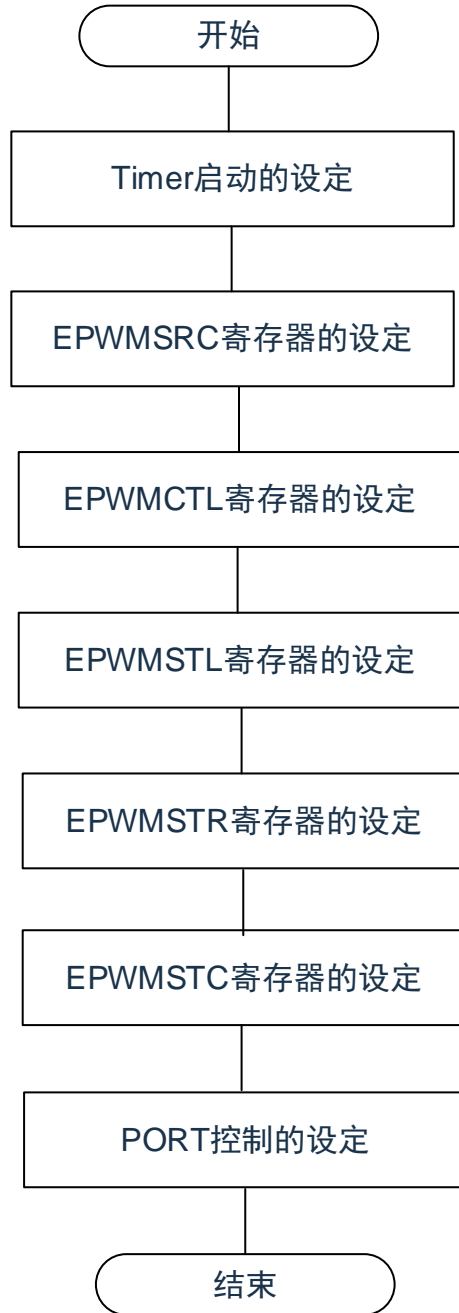 开始
Timer启动的设定
EPWMSRC寄存器的设定
EPWMCTL寄存器的设定
EPWMSTL寄存器的设定
EPWMSTR寄存器的设定
EPWMSTC寄存器的设定
PORT控制的设定
结束